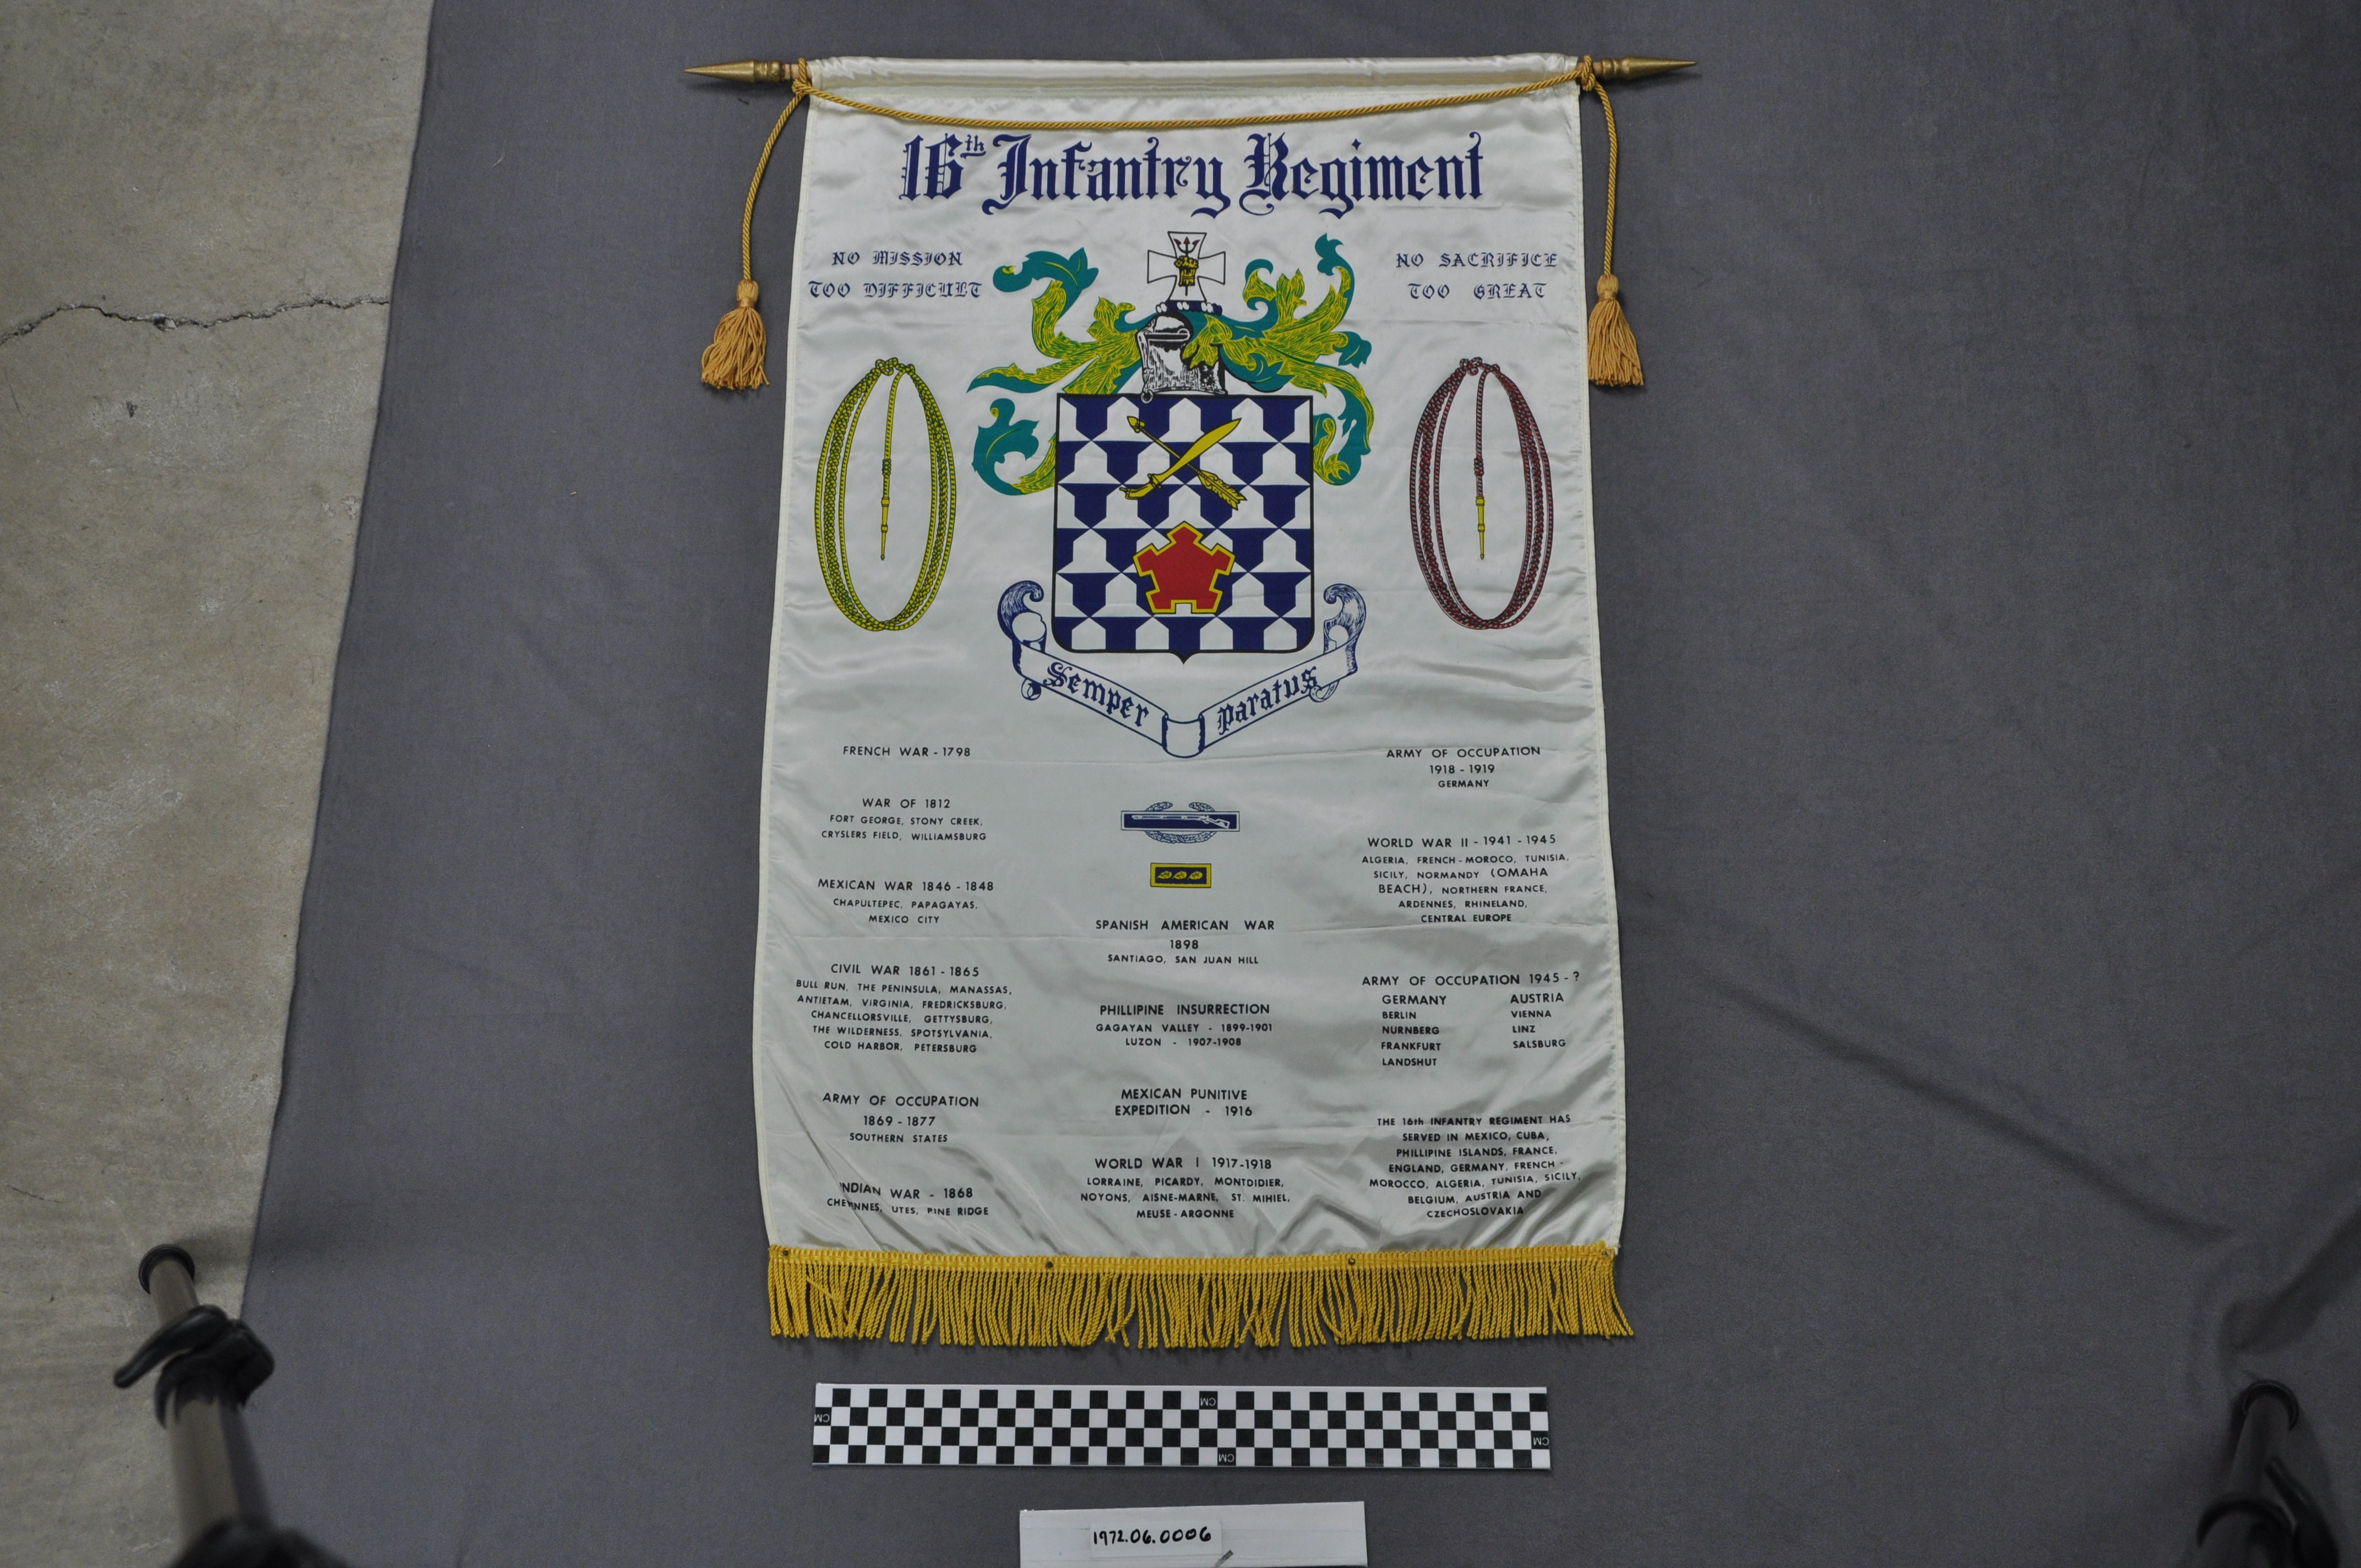 16th Infantry Regiment
NO MISSION
TOO DIFFICULT
NO SACRIFICE
TOO GREAT
Semper paratus
FRENCH WAR - 1798
WAR OF 1812
FORT GEORGE, STONY CREEK,
CRYSLERS FIELD, WILLIAMSBURG
MEXICAN WAR 1846 - 1848
CHAPULTEPEC, PAPAGAYAS,
MEXICO CITY
CIVIL WAR 1861 - 1865
BULL RUN, THE PENINSULA, MANASSAS,
ANTIETAM, VIRGINIA, FREDRICKSBURG,
CHANCELLORSVILLE, GETTYSBURG,
THE WILDERNESS, SPOTSYLVANIA,
COLD HARBOR, PETERSBURG
ARMY OF OCCUPATION
1869 - 1877
SOUTHERN STATES
INDIAN WAR - 1868
CHEYNNES, UTES, PINE RIDGE
SPANISH AMERICAN WAR
1898
SANTIAGO, SAN JUAN HILL
PHILLIPINE INSURRECTION
GAGAYAN VALLEY - 1899-1901
LUZON - 1907-1908
MEXICAN PUNITIVE
EXPEDITION - 1916
WORLD WAR I 1917-1918
LORRAINE, PICARDY, MONTDIDIER,
NOYONS, AISNE-MARNE, ST. MIHIEL,
MEUSE-ARGONNE
ARMY OF OCCUPATION
1918 - 1919
GERMANY
WORLD WAR II - 1941 - 1945
ALGERIA, FRENCH-MOROCO, TUNISIA,
SICILY, NORMANDY (OMAHA
BEACH), NORTHERN FRANCE,
ARDENNES, RHINELAND,
CENTRAL EUROPE
ARMY OF OCCUPATION 1945 - ?
GERMANY AUSTRIA
BERLIN VIENNA
NURNBERG LINZ
FRANKFURT SALSBURG
LANDSHUT
THE 16th INFANTRY REGIMENT HAS
SERVED IN MEXICO, CUBA,
PHILLIPINE ISLANDS, FRANCE,
ENGLAND, GERMANY, FRENCH -
MOROCCO, ALGERIA, TUNISIA, SICILY,
BELGIUM, AUSTRIA AND
CZECHOSLOVAKIA
CM
CM
CM
CM
1972.06.0006